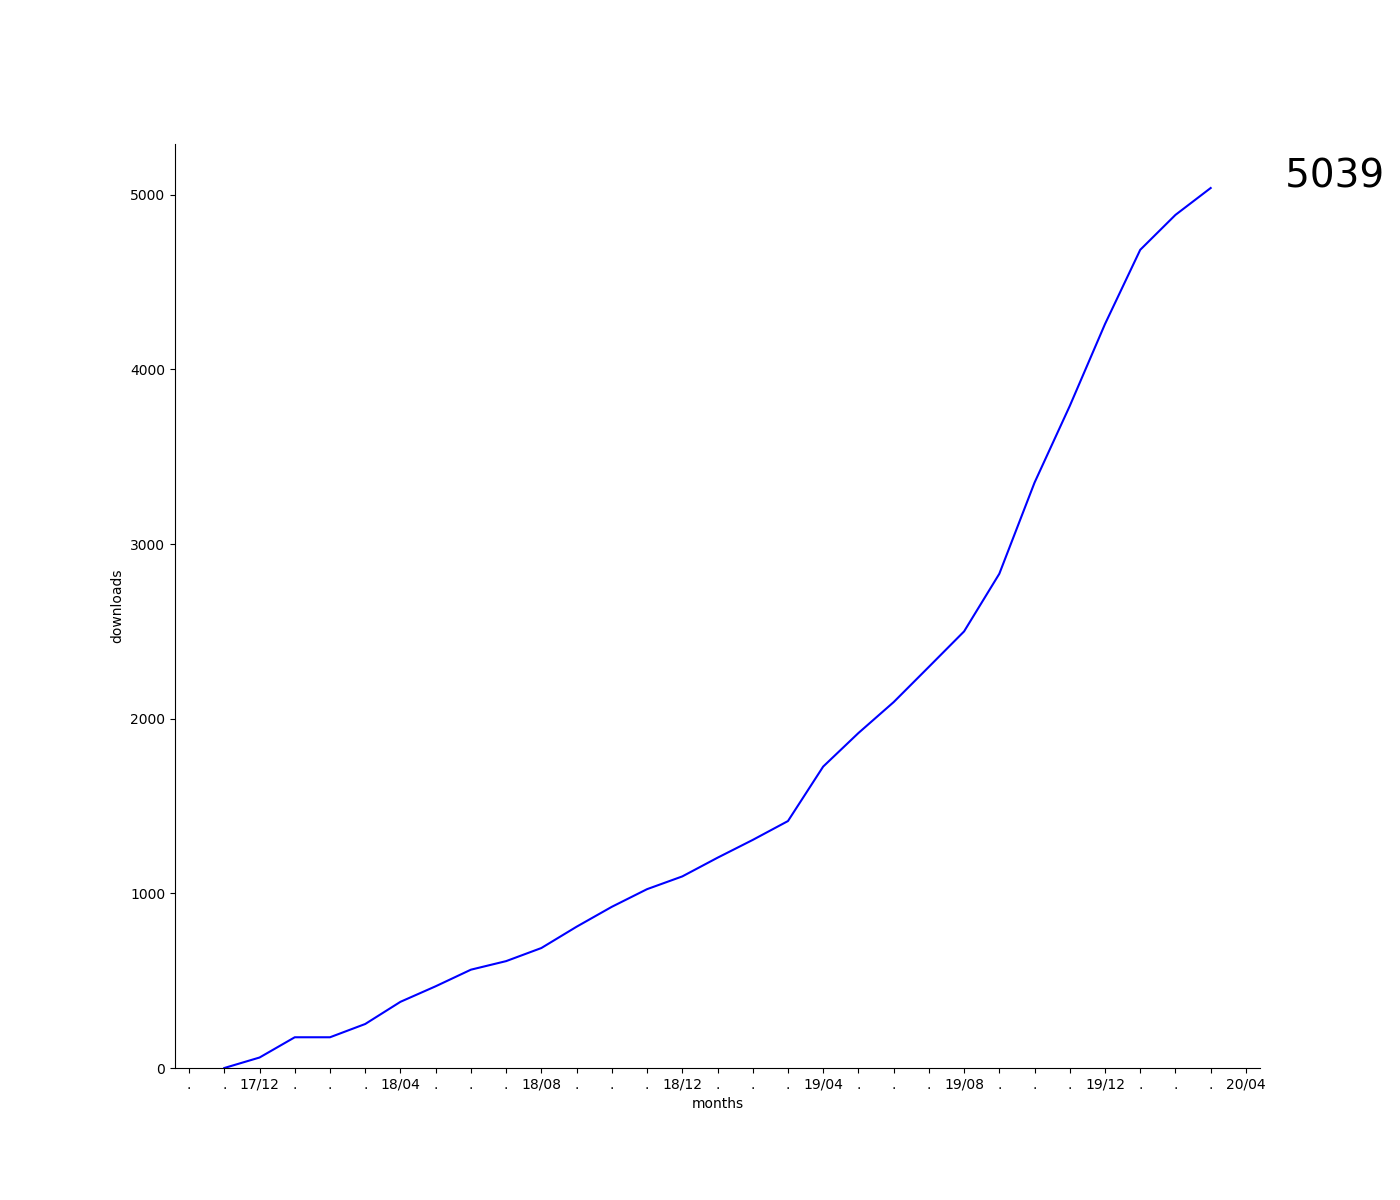 5039
5000
4000
3000
2000
1000
0
downloads
. . 17/12 . . . 18/04 . . . 18/08 . . . 18/12 . . . 19/04 . . . 19/08 . . . 19/12 . . . 20/04
months